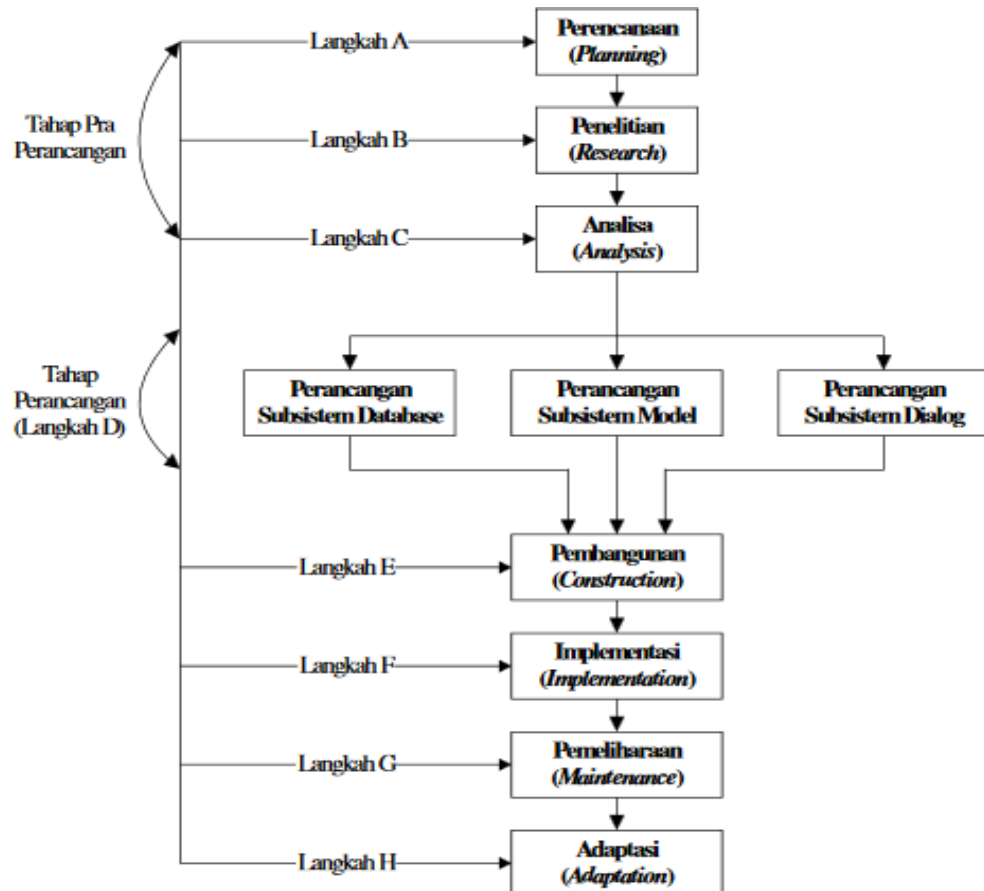 Langkah A
Perencanaan
(Planning)
Tahap Pra
Perancangan
Langkah B
Penelitian
(Research)
Langkah C
Analisa
(Analysis)
Tahap
Perancangan
(Langkah D)
Perancangan
Subsistem Database
Perancangan
Subsistem Model
Perancangan
Subsistem Dialog
Langkah E
Pembangunan
(Construction)
Langkah F
Implementasi
(Implementation)
Langkah G
Pemeliharaan
(Maintenance)
Langkah H
Adaptasi
(Adaptation)